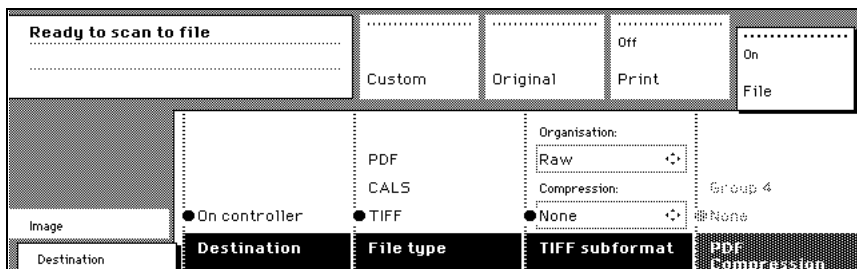 Ready to scan to file
Custom
Original
Off
Print
On
File
Organisation:
PDF
Raw
CALS
Compression:
Group 4
On controller
TIFF
None
None
Image
Destination
File type
TIFF subformat
PDF
Compression
Destination